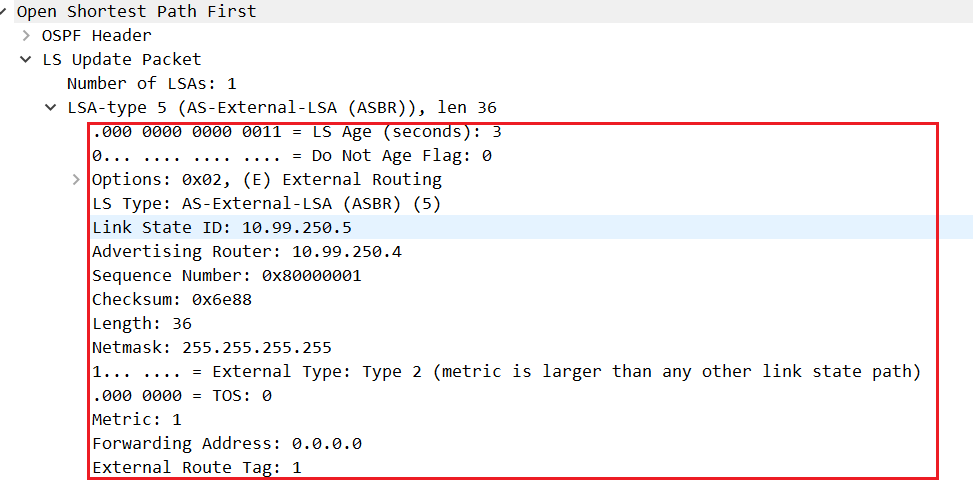 Open Shortest Path First
OSPF Header
LS Update Packet
Number of LSAs: 1
LSA-type 5 (AS-External-LSA (ASBR)), len 36
.000 0000 0000 0011 = LS Age (seconds): 3
0... .... .... .... = Do Not Age Flag: 0
Options: 0x02, (E) External Routing
LS Type: AS-External-LSA (ASBR) (5)
Link State ID: 10.99.250.5
Advertising Router: 10.99.250.4
Sequence Number: 0x80000001
Checksum: 0x6e88
Length: 36
Netmask: 255.255.255.255
1... .... = External Type: Type 2 (metric is larger than any other link state path)
.000 0000 = TOS: 0
Metric: 1
Forwarding Address: 0.0.0.0
External Route Tag: 1